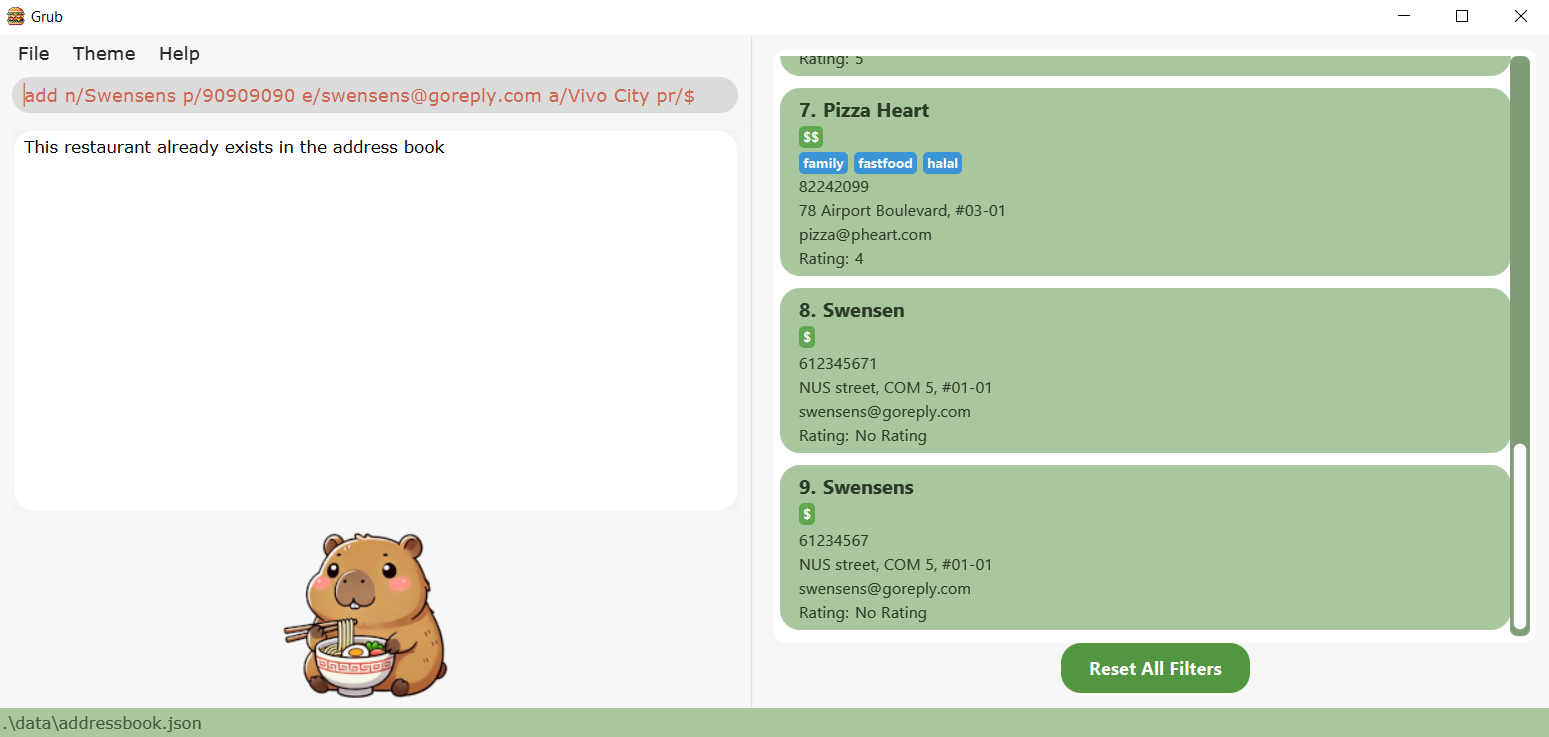 Grub
File Theme Help
add n/Swensens p/90909090 e/swensens@goreply.com a/Vivo City pr/$
This restaurant already exists in the address book
Rating: 5
7. Pizza Heart
$$
family fastfood halal
82242099
78 Airport Boulevard, #03-01
pizza@pheart.com
Rating: 4
8. Swensen
$
612345671
NUS street, COM 5, #01-01
swensens@goreply.com
Rating: No Rating
9. Swensens
$
61234567
NUS street, COM 5, #01-01
swensens@goreply.com
Rating: No Rating
Reset All Filters
.\data\addressbook.json